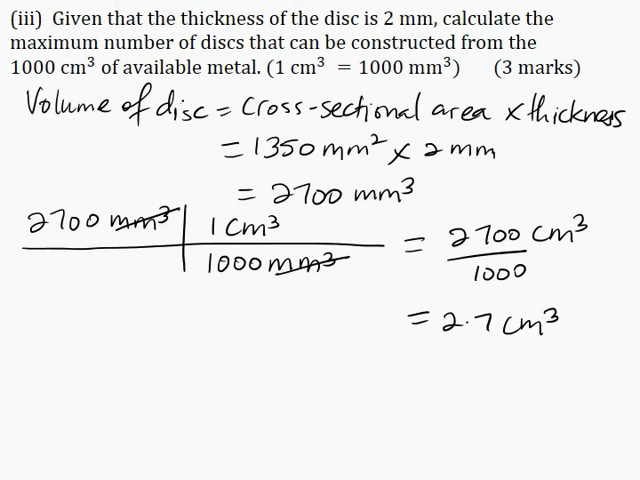 (iii) Given that the thickness of the disc is 2 mm, calculate the
maximum number of discs that can be constructed from the
1000 cm³ of available metal. (1 cm³ = 1000 mm³) (3 marks)
Volume of disc = Cross-sectional area × thickness
= 1350 mm² × 2 mm
= 2700 mm³
2700 mm³ | 1 cm³
1000 mm³
= 2700 cm³
1000
= 2.7 cm³